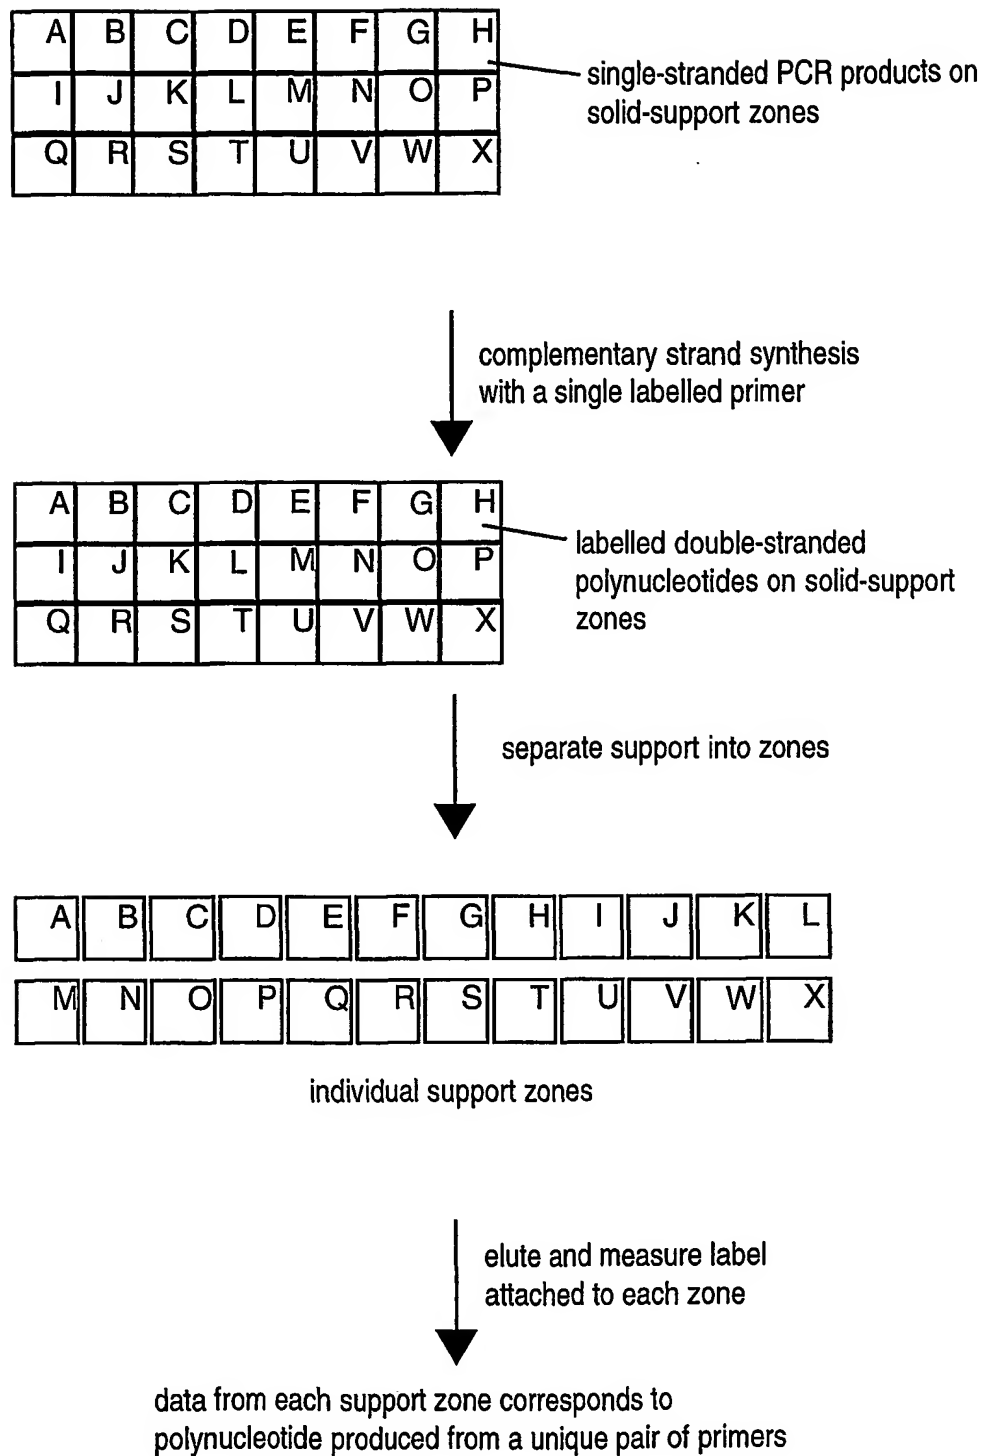 A B C D E F G H
I J K L M N O P
Q R S T U V W X
single-stranded PCR products on
solid-support zones
complementary strand synthesis
with a single labelled primer
A B C D E F G H
I J K L M N O P
Q R S T U V W X
labelled double-stranded
polynucleotides on solid-support
zones
separate support into zones
A B C D E F G H I J K L
M N O P Q R S T U V W X
individual support zones
elute and measure label
attached to each zone
data from each support zone corresponds to
polynucleotide produced from a unique pair of primers